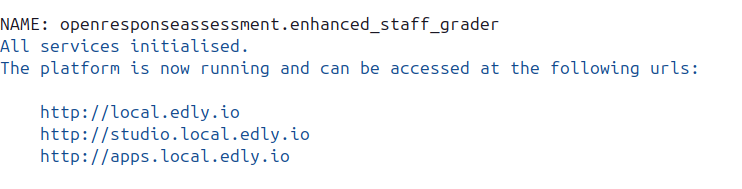 NAME: openresponseassessment.enhanced_staff_grader
All services initialised.
The platform is now running and can be accessed at the following urls:
http://local.edly.io
http://studio.local.edly.io
http://apps.local.edly.io